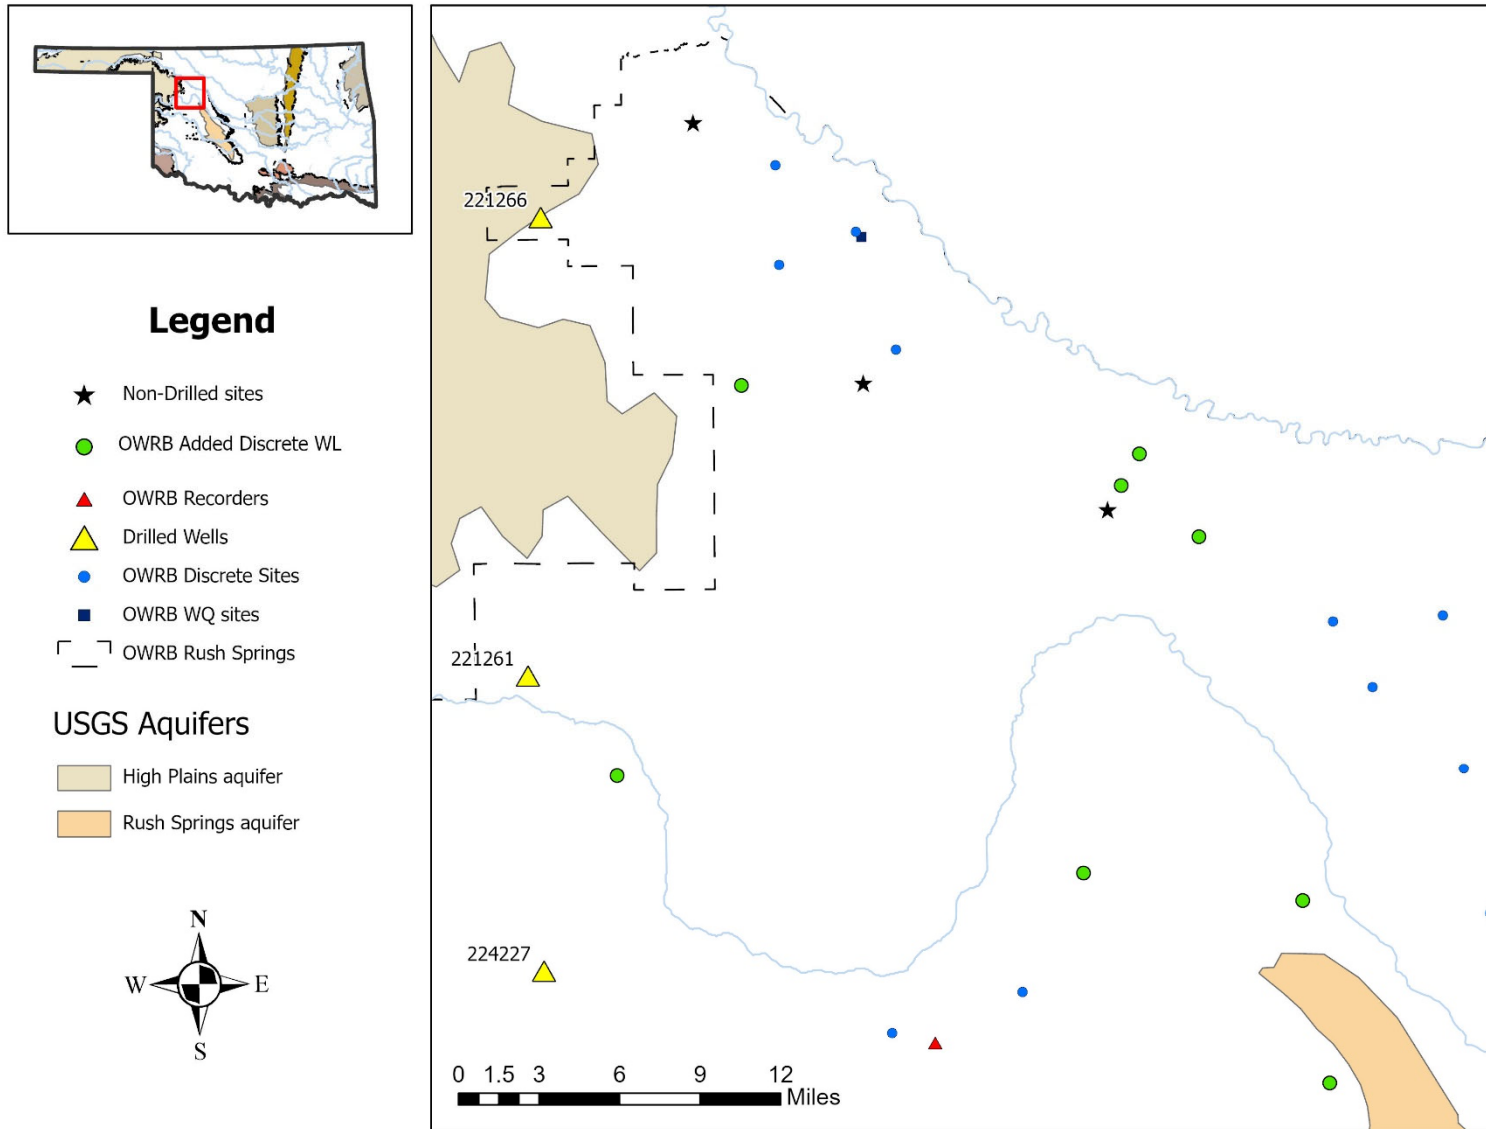 Legend
Non-Drilled sites
OWRB Added Discrete WL
OWRB Recorders
Drilled Wells
OWRB Discrete Sites
OWRB WQ sites
OWRB Rush Springs
USGS Aquifers
High Plains aquifer
Rush Springs aquifer
N
W E
S
221266
221261
224227
0 1.5 3 6 9 12
Miles